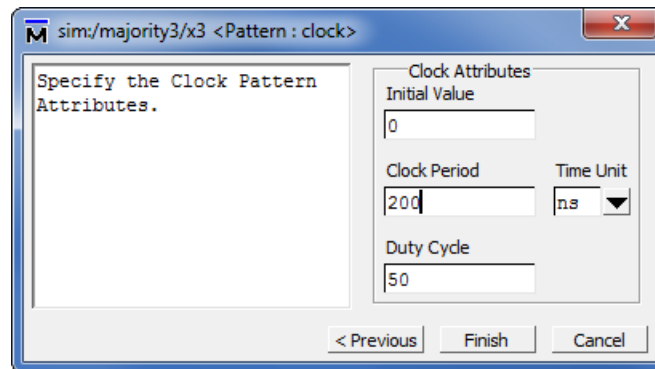 sim:/majority3/x3 <Pattern : clock>
Specify the Clock Pattern
Attributes.
Clock Attributes
Initial Value
0
Clock Period
Time Unit
200
ns
Duty Cycle
50
< Previous
Finish
Cancel